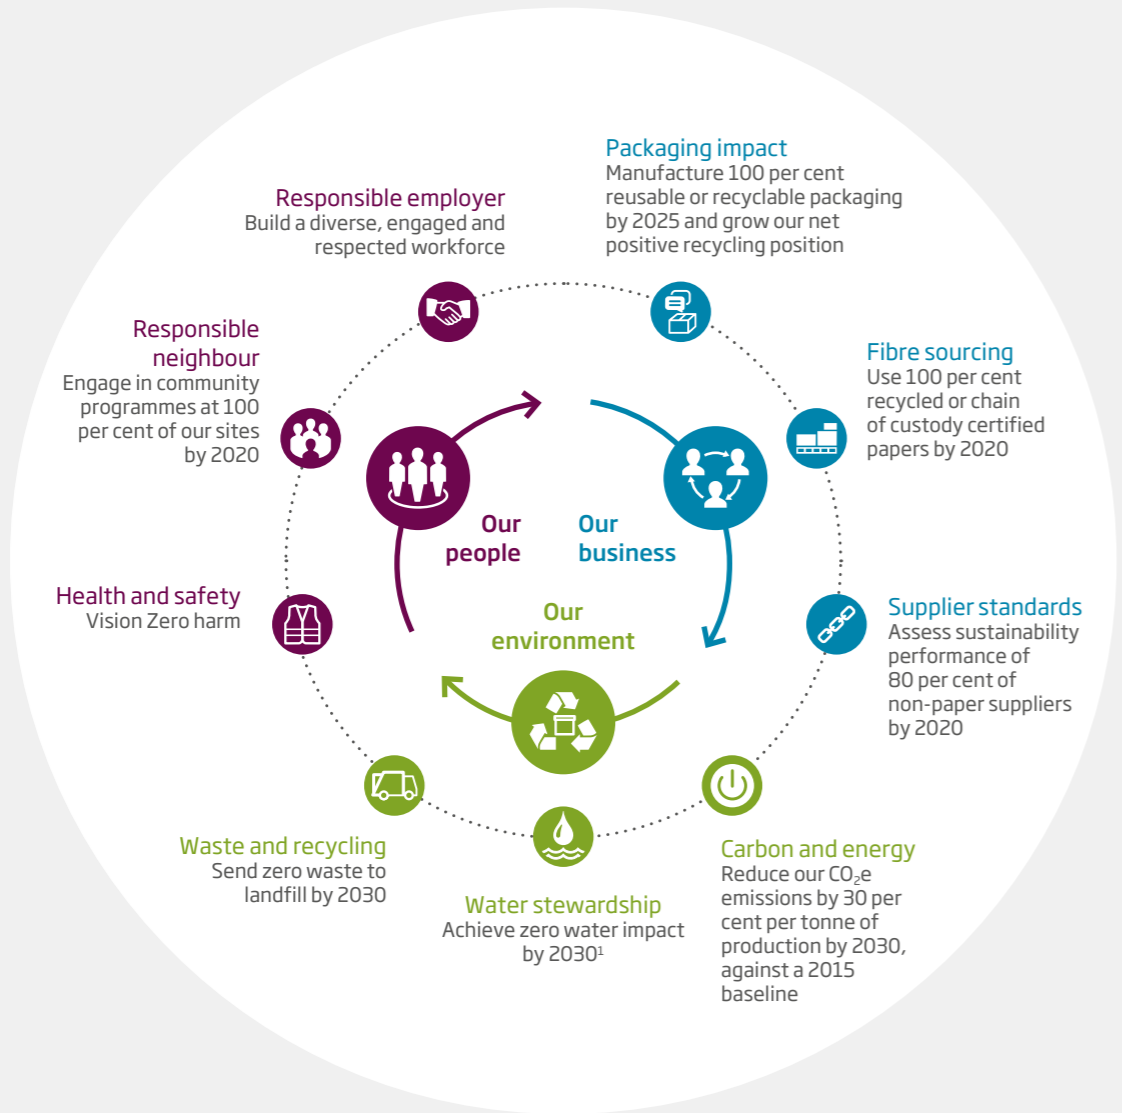 Packaging impact
Manufacture 100 per cent
reusable or recyclable packaging
by 2025 and grow our net
positive recycling position
Responsible employer
Build a diverse, engaged and
respected workforce
Responsible
neighbour
Engage in community
programmes at 100
per cent of our sites
by 2020
Fibre sourcing
Use 100 per cent
recycled or chain
of custody certified
papers by 2020
Our
people
Our
business
Our
environment
Health and safety
Vision Zero harm
Supplier standards
Assess sustainability
performance of
80 per cent of
non-paper suppliers
by 2020
Waste and recycling
Send zero waste to
landfill by 2030
Water stewardship
Achieve zero water impact
by 2030¹
Carbon and energy
Reduce our CO₂e
emissions by 30 per
cent per tonne of
production by 2030,
against a 2015
baseline